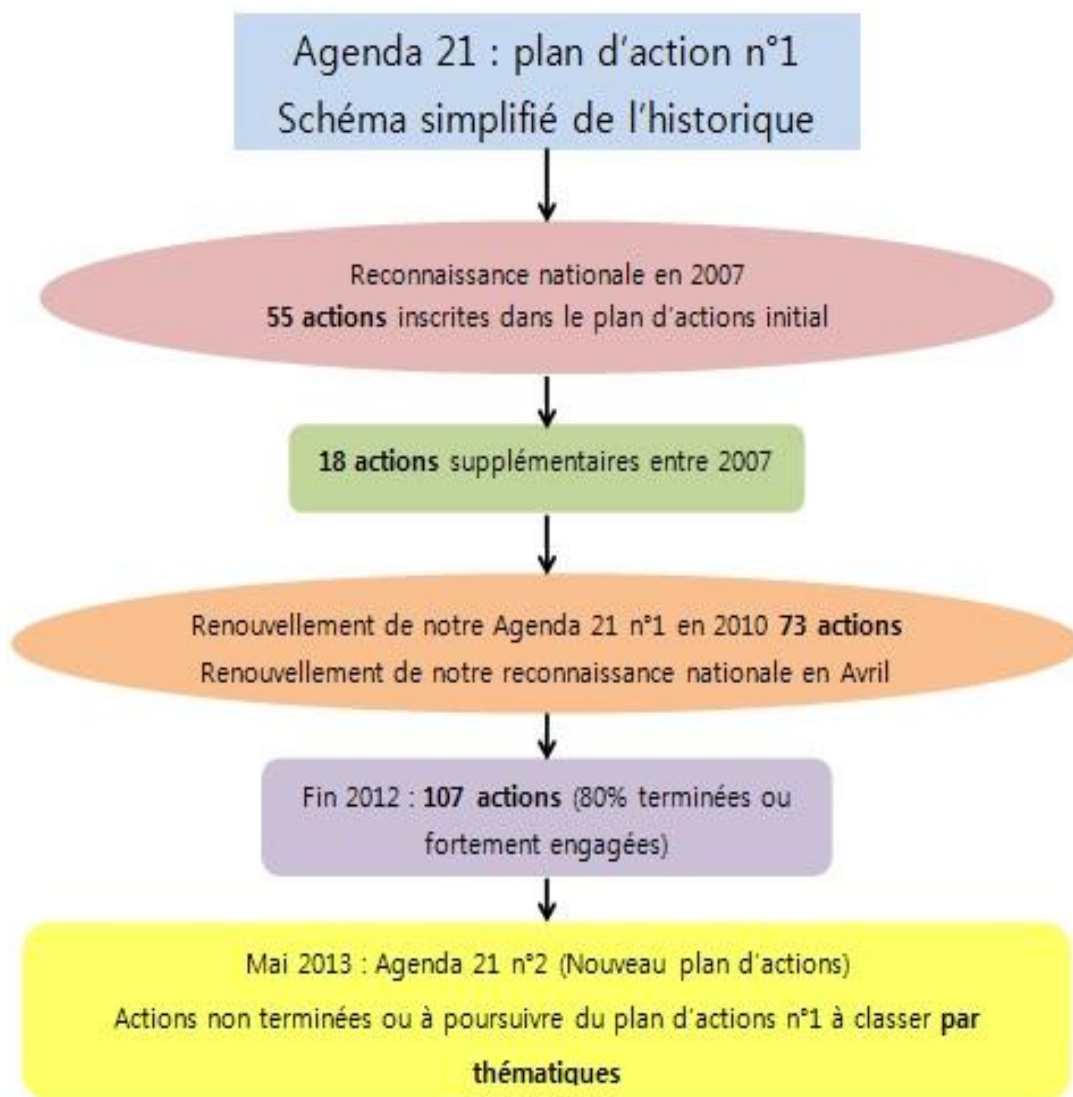 Agenda 21 : plan d'action n°1
Schéma simplifié de l'historique
Reconnaissance nationale en 2007
55 actions inscrites dans le plan d'actions initial
18 actions supplémentaires entre 2007
Renouvellement de notre Agenda 21 n°1 en 2010 73 actions
Renouvellement de notre reconnaissance nationale en Avril
Fin 2012 : 107 actions (80% terminées ou
fortement engagées)
Mai 2013 : Agenda 21 n°2 (Nouveau plan d'actions)
Actions non terminées ou à poursuivre du plan d'actions n°1 à classer par
thématiques